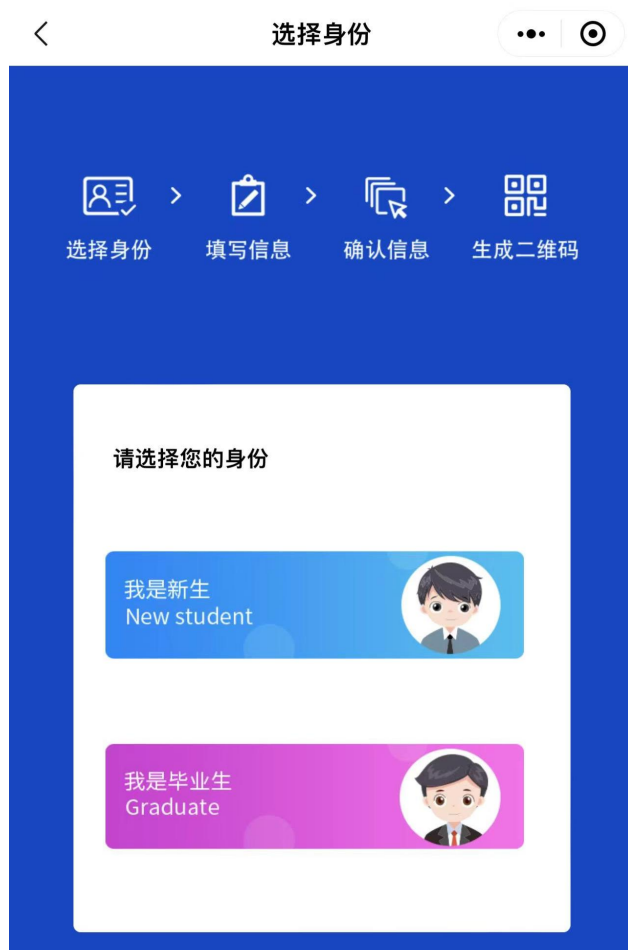 选择身份
选择身份
填写信息
确认信息
生成二维码
请选择您的身份
我是新生
New student
我是毕业生
Graduate